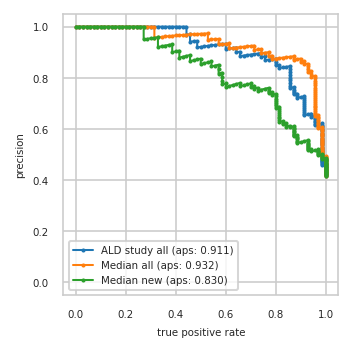 1.0
0.8
0.6
0.4
0.2
0.0
precision
ALD study all (aps: 0.911)
Median all (aps: 0.932)
Median new (aps: 0.830)
0.0 0.2 0.4 0.6 0.8 1.0
true positive rate